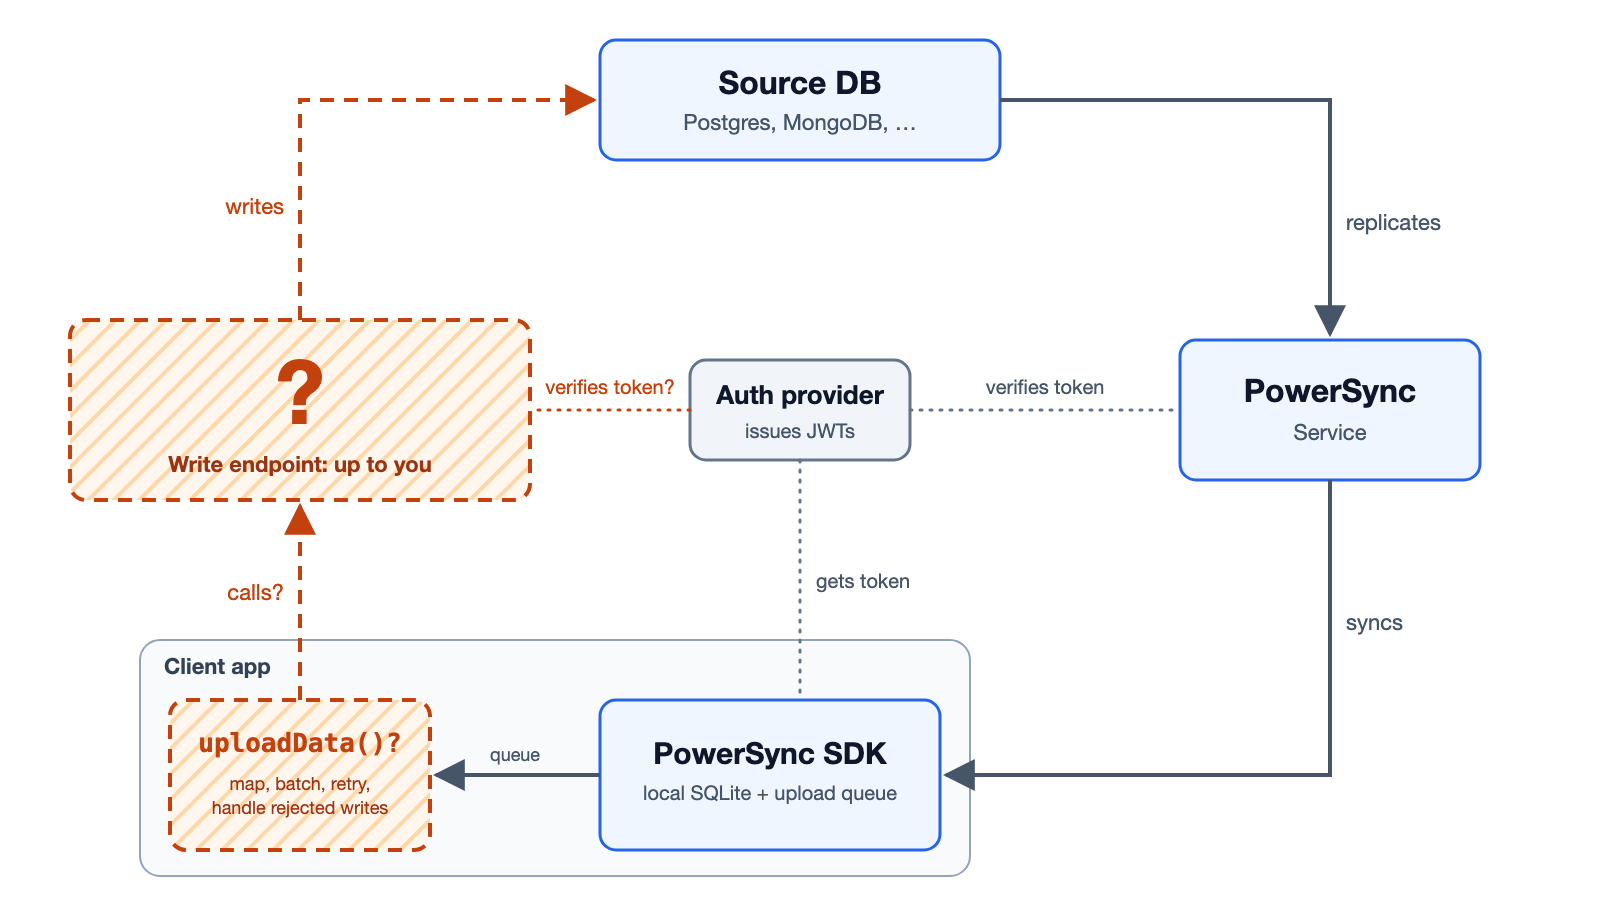 Source DB
Postgres, MongoDB, …
writes
replicates
?
Write endpoint: up to you
verifies token?
Auth provider
issues JWTs
verifies token
PowerSync
Service
calls?
gets token
syncs
Client app
uploadData()?
map, batch, retry,
handle rejected writes
queue
PowerSync SDK
local SQLite + upload queue